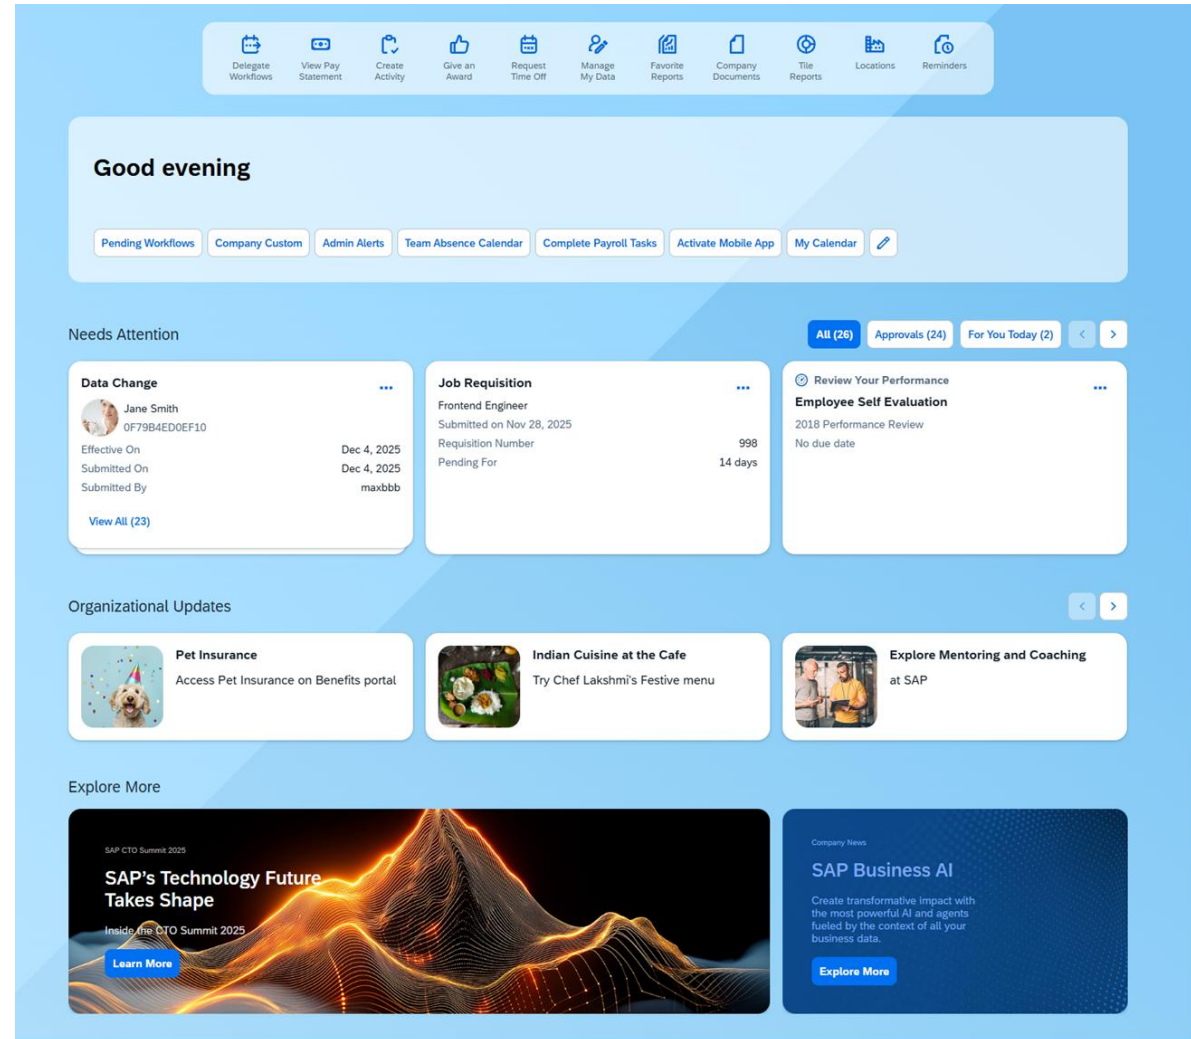 Delegate
Workflows
View Pay
Statement
Create
Activity
Give an
Award
Request
Time Off
Manage
My Data
Favorite
Reports
Company
Documents
Tile
Reports
Locations
Reminders
Good evening
Pending Workflows
Company Custom
Admin Alerts
Team Absence Calendar
Complete Payroll Tasks
Activate Mobile App
My Calendar
Needs Attention
All (26)
Approvals (24)
For You Today (2)
Data Change
Jane Smith
0F79B4ED0EF10
Effective On Dec 4, 2025
Submitted On Dec 4, 2025
Submitted By maxbbb
View All (23)
Job Requisition
Frontend Engineer
Submitted on Nov 28, 2025
Requisition Number 998
Pending For 14 days
Review Your Performance
Employee Self Evaluation
2018 Performance Review
No due date
Organizational Updates
Pet Insurance
Access Pet Insurance on Benefits portal
Indian Cuisine at the Cafe
Try Chef Lakshmi's Festive menu
Explore Mentoring and Coaching
at SAP
Explore More
SAP CTO Summit 2025
SAP's Technology Future
Takes Shape
Inside the CTO Summit 2025
Learn More
Company News
SAP Business AI
Create transformative impact with
the most powerful AI and agents
fueled by the context of all your
business data.
Explore More